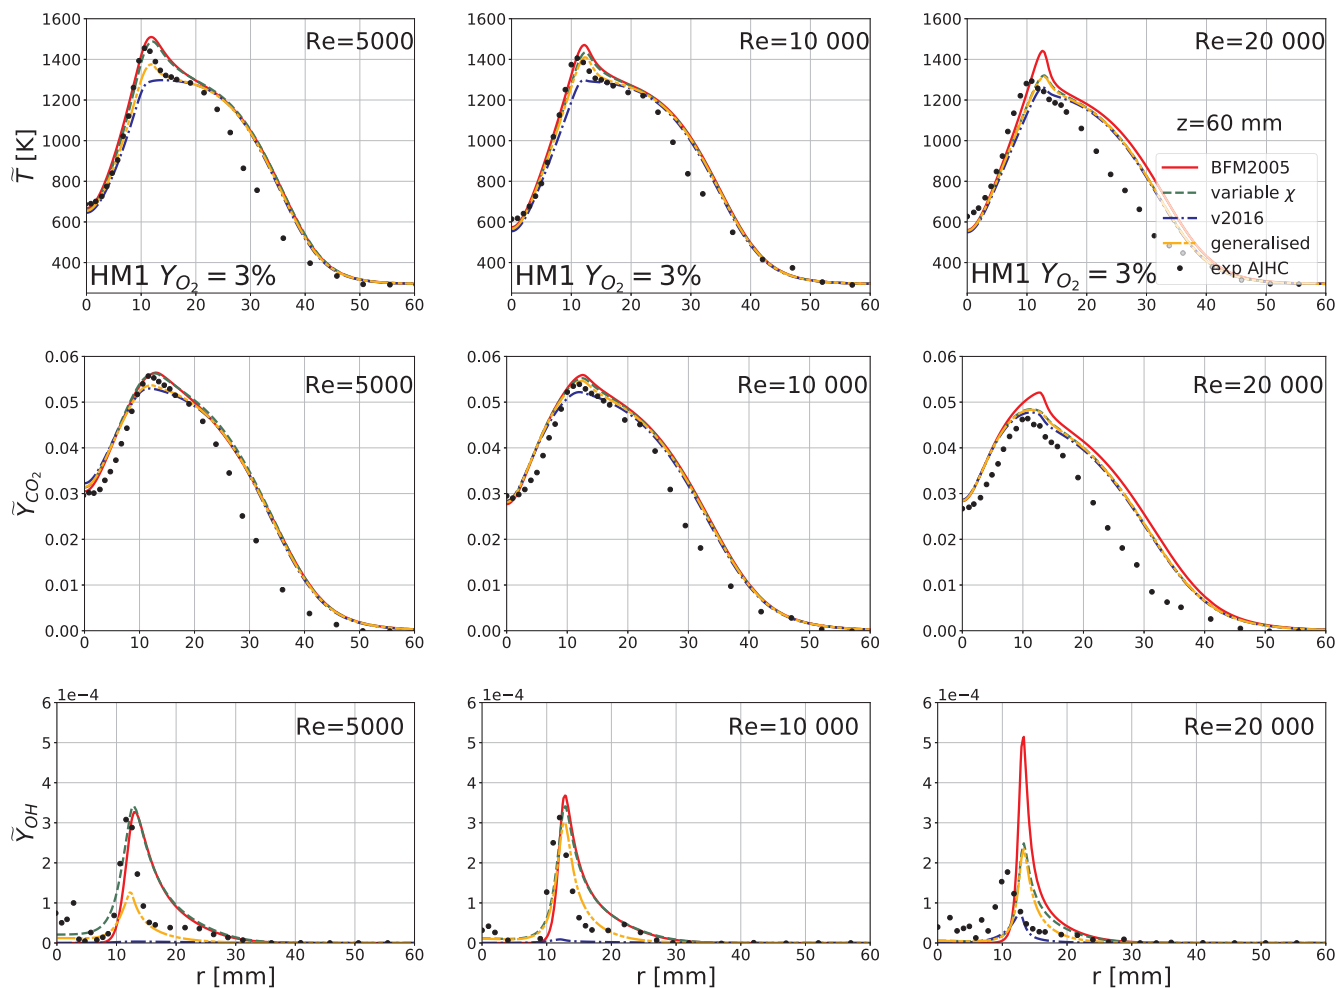 1600
1400
1200
1000
800
600
400
T̃ [K]
Re=5000
HM1 Y_{O_2} = 3%
0 10 20 30 40 50 60
1600
1400
1200
1000
800
600
400
Re=10 000
HM1 Y_{O_2} = 3%
0 10 20 30 40 50 60
1600
1400
1200
1000
800
600
400
Re=20 000
z=60 mm
BFM2005
variable χ
v2016
generalised
exp AJHC
HM1 Y_{O_2} = 3%
0 10 20 30 40 50 60
0.06
0.05
0.04
0.03
0.02
0.01
0.00
Ỹ_{CO_2}
Re=5000
0 10 20 30 40 50 60
0.06
0.05
0.04
0.03
0.02
0.01
0.00
Re=10 000
0 10 20 30 40 50 60
0.06
0.05
0.04
0.03
0.02
0.01
0.00
Re=20 000
0 10 20 30 40 50 60
1e−4
6
5
4
3
2
1
0
Ỹ_{OH}
Re=5000
0 10 20 30 40 50 60
r [mm]
1e−4
6
5
4
3
2
1
0
Re=10 000
0 10 20 30 40 50 60
r [mm]
1e−4
6
5
4
3
2
1
0
Re=20 000
0 10 20 30 40 50 60
r [mm]